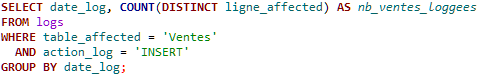 SELECT date_log, COUNT(DISTINCT ligne_affected) AS nb_ventes_loggees
FROM logs
WHERE table_affected = 'Ventes'
AND action_log = 'INSERT'
GROUP BY date_log;